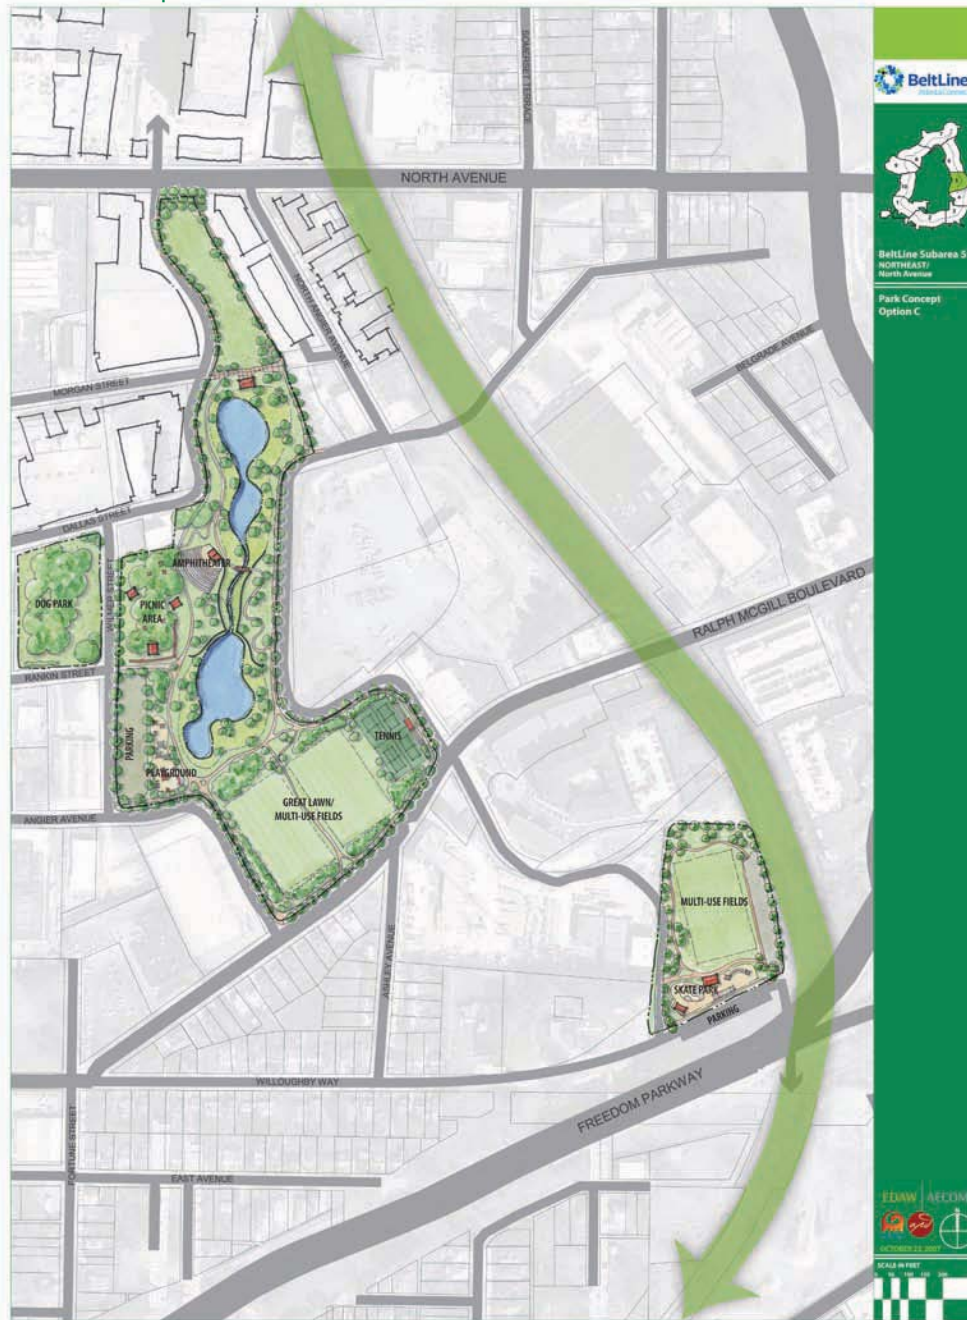 NORTH AVENUE
SOMERSET TERRACE
NORTH ANGIER AVENUE
MORGAN STREET
BELGRADE AVENUE
DALLAS STREET
WILMER STREET
AMPHITHEATER
DOG PARK
PICNIC
AREA
RANKIN STREET
RALPH MCGILL BOULEVARD
PARKING
PLAYGROUND
TENNIS
GREAT LAWN/
MULTI-USE FIELDS
ANGIER AVENUE
ASHLEY AVENUE
MULTI-USE FIELDS
SKATE PARK
PARKING
WILLOUGHBY WAY
FREEDOM PARKWAY
FORTUNE STREET
EAST AVENUE
BeltLine
BeltLine Subarea 5
NORTHEAST/
North Avenue
Park Concept
Option C
EDAW AECOM
OCTOBER 22, 2007
SCALE IN FEET